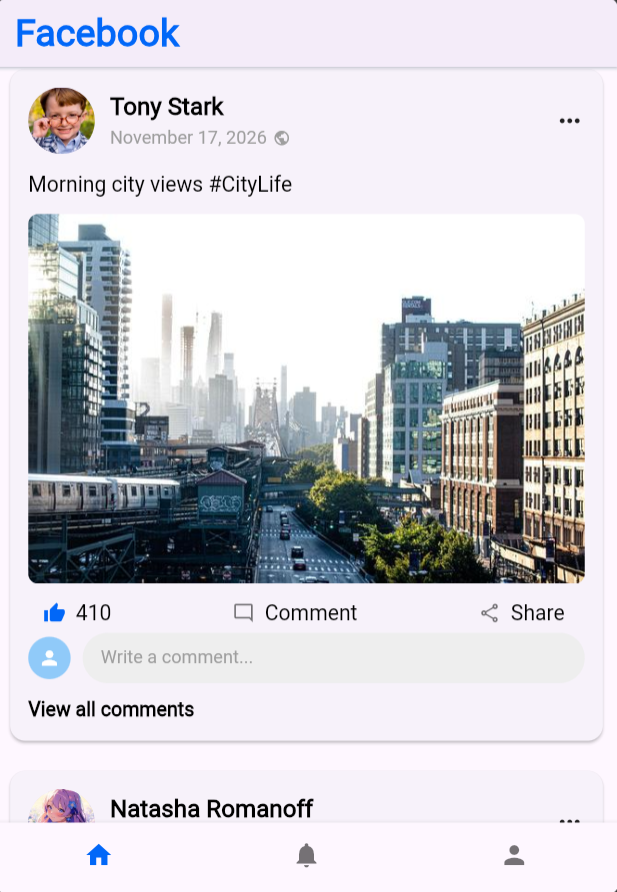 Facebook
Tony Stark
November 17, 2026
Morning city views #CityLife
410
Comment
Share
Write a comment...
View all comments
Natasha Romanoff